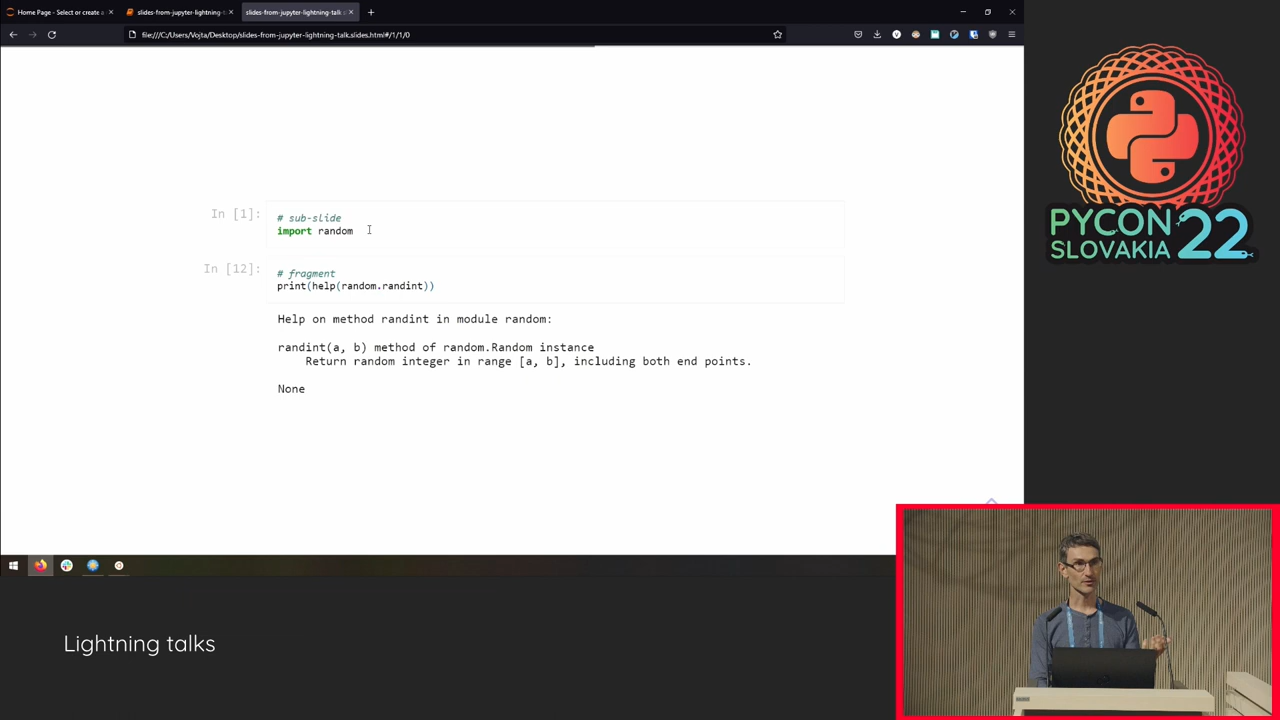 Home Page - Select or create a
slides-from-jupyter-lightning-t
slides-from-jupyter-lightning-talk
file:///C:/Users/Vojta/Desktop/slides-from-jupyter-lightning-talk.slides.html#/1/1/0
In [1]:
# sub-slide
import random
In [12]:
# fragment
print(help(random.randint))
Help on method randint in module random:
randint(a, b) method of random.Random instance
Return random integer in range [a, b], including both end points.
None
PYCON
SLOVAKIA
22
Lightning talks